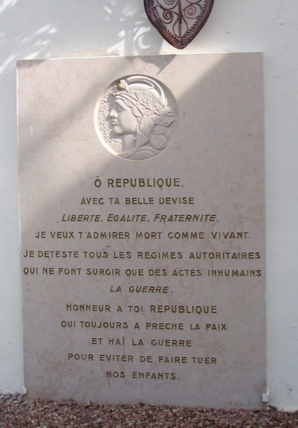 Ô REPUBLIQUE,
AVEC TA BELLE DEVISE
LIBERTE, EGALITE, FRATERNITE,
JE VEUX T'ADMIRER MORT COMME VIVANT.
JE DETESTE TOUS LES REGIMES AUTORITAIRES
QUI NE FONT SURGIR QUE DES ACTES INHUMAINS
LA GUERRE.
HONNEUR A TOI REPUBLIQUE
QUI TOUJOURS A PRECHE LA PAIX
ET HAÏ LA GUERRE
POUR EVITER DE FAIRE TUER
NOS ENFANTS.